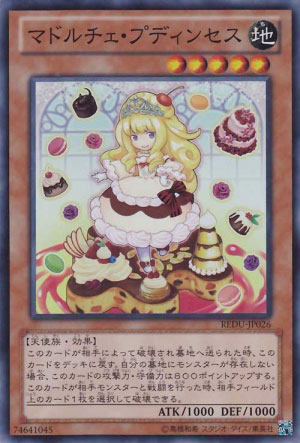 マドルチェ・プディンセス
地
REDU-JP026
【天使族・効果】
このカードが相手によって破壊され墓地へ送られた時、この
カードをデッキに戻す。自分の墓地にモンスターが存在しな
い場合、このカードの攻撃力・守備力は800ポイントアップする。
このカードが相手モンスターと戦闘を行った時、相手フィールド
上のカード1枚を選択して破壊できる。
ATK/1000 DEF/1000
74641045
©高橋和希 スタジオ・ダイス/集英社